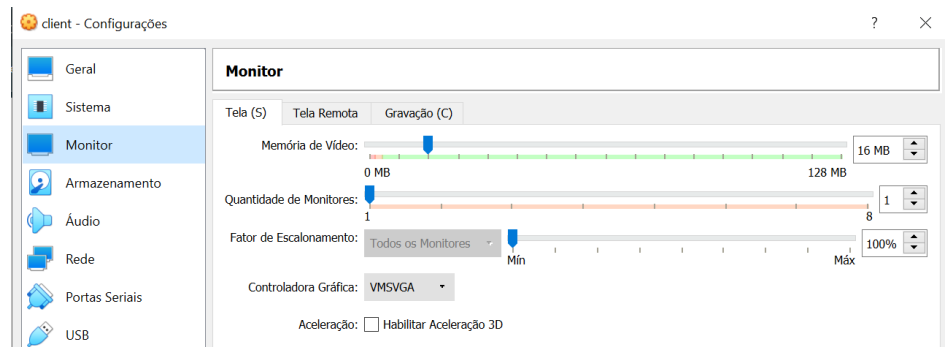 client - Configurações
?
Geral
Sistema
Monitor
Armazenamento
Áudio
Rede
Portas Seriais
USB
Monitor
Tela (S)
Tela Remota
Gravação (C)
Memória de Vídeo:
16 MB
0 MB
128 MB
Quantidade de Monitores:
1
1
8
Fator de Escalonamento:
Todos os Monitores
100%
Mín
Máx
Controladora Gráfica:
VMSVGA
Aceleração:
Habilitar Aceleração 3D